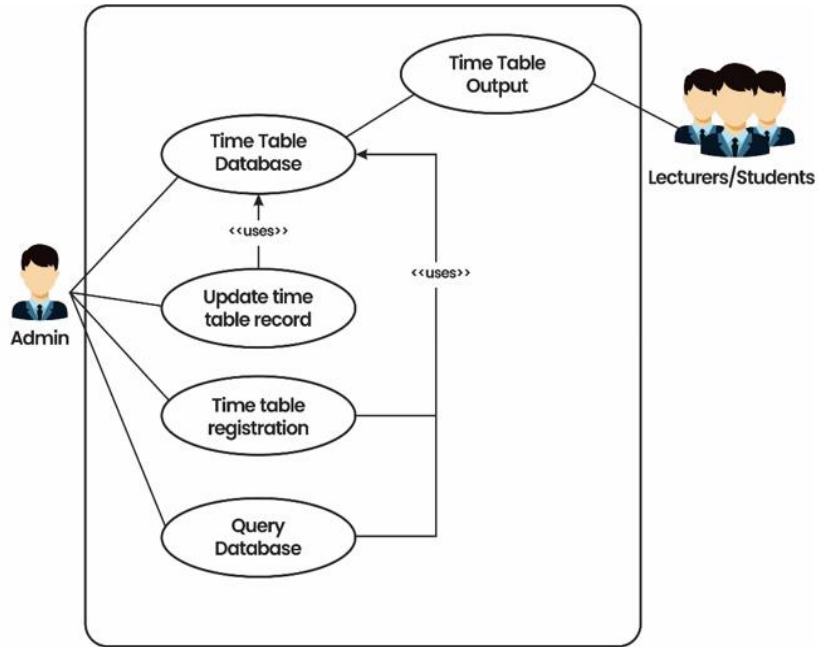 Time Table
Output
Time Table
Database
Lecturers/Students
<<uses>>
<<uses>>
Update time
table record
Admin
Time table
registration
Query
Database